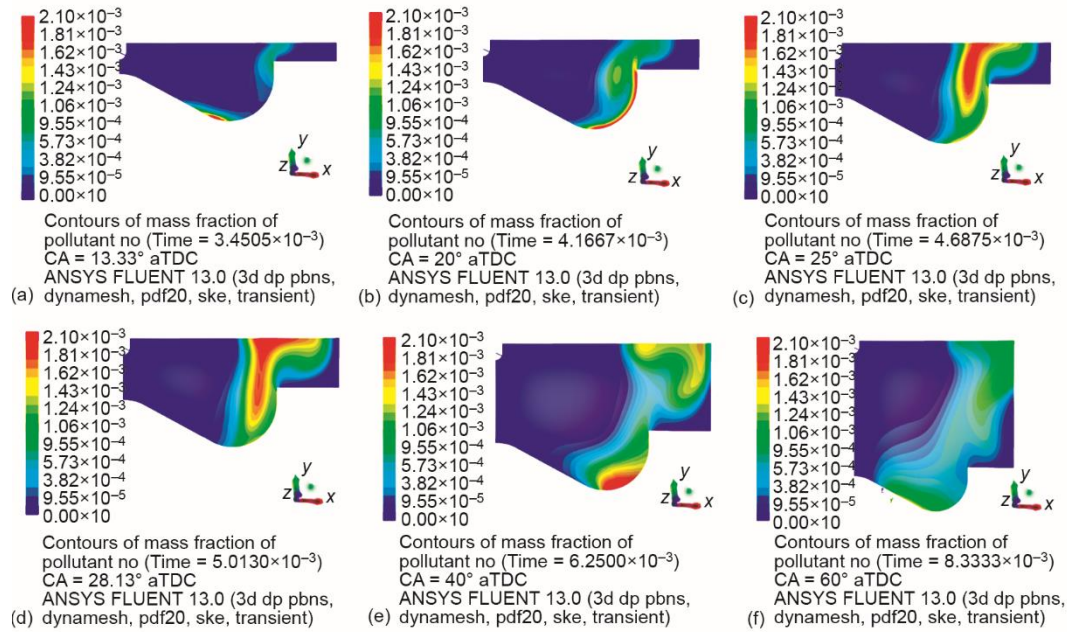 2.10×10⁻³
1.81×10⁻³
1.62×10⁻³
1.43×10⁻³
1.24×10⁻³
1.06×10⁻³
9.55×10⁻⁴
5.73×10⁻⁴
3.82×10⁻⁴
9.55×10⁻⁵
0.00×10
y
z x
Contours of mass fraction of
pollutant no (Time = 3.4505×10⁻³)
CA = 13.33° aTDC
ANSYS FLUENT 13.0 (3d dp pbns,
(a) dynamesh, pdf20, ske, transient)
2.10×10⁻³
1.81×10⁻³
1.62×10⁻³
1.43×10⁻³
1.24×10⁻³
1.06×10⁻³
9.55×10⁻⁴
5.73×10⁻⁴
3.82×10⁻⁴
9.55×10⁻⁵
0.00×10
y
z x
Contours of mass fraction of
pollutant no (Time = 4.1667×10⁻³)
CA = 20° aTDC
ANSYS FLUENT 13.0 (3d dp pbns,
(b) dynamesh, pdf20, ske, transient)
2.10×10⁻³
1.81×10⁻³
1.62×10⁻³
1.43×10⁻³
1.24×10⁻³
1.06×10⁻³
9.55×10⁻⁴
5.73×10⁻⁴
3.82×10⁻⁴
9.55×10⁻⁵
0.00×10
y
z x
Contours of mass fraction of
pollutant no (Time = 4.6875×10⁻³)
CA = 25° aTDC
ANSYS FLUENT 13.0 (3d dp pbns,
(c) dynamesh, pdf20, ske, transient)
2.10×10⁻³
1.81×10⁻³
1.62×10⁻³
1.43×10⁻³
1.24×10⁻³
1.06×10⁻³
9.55×10⁻⁴
5.73×10⁻⁴
3.82×10⁻⁴
9.55×10⁻⁵
0.00×10
y
z x
Contours of mass fraction of
pollutant no (Time = 5.0130×10⁻³)
CA = 28.13° aTDC
ANSYS FLUENT 13.0 (3d dp pbns,
(d) dynamesh, pdf20, ske, transient)
2.10×10⁻³
1.81×10⁻³
1.62×10⁻³
1.43×10⁻³
1.24×10⁻³
1.06×10⁻³
9.55×10⁻⁴
5.73×10⁻⁴
3.82×10⁻⁴
9.55×10⁻⁵
0.00×10
y
z x
Contours of mass fraction of
pollutant no (Time = 6.2500×10⁻³)
CA = 40° aTDC
ANSYS FLUENT 13.0 (3d dp pbns,
(e) dynamesh, pdf20, ske, transient)
2.10×10⁻³
1.81×10⁻³
1.62×10⁻³
1.43×10⁻³
1.24×10⁻³
1.06×10⁻³
9.55×10⁻⁴
5.73×10⁻⁴
3.82×10⁻⁴
9.55×10⁻⁵
0.00×10
y
z x
Contours of mass fraction of
pollutant no (Time = 8.3333×10⁻³)
CA = 60° aTDC
ANSYS FLUENT 13.0 (3d dp pbns,
(f) dynamesh, pdf20, ske, transient)